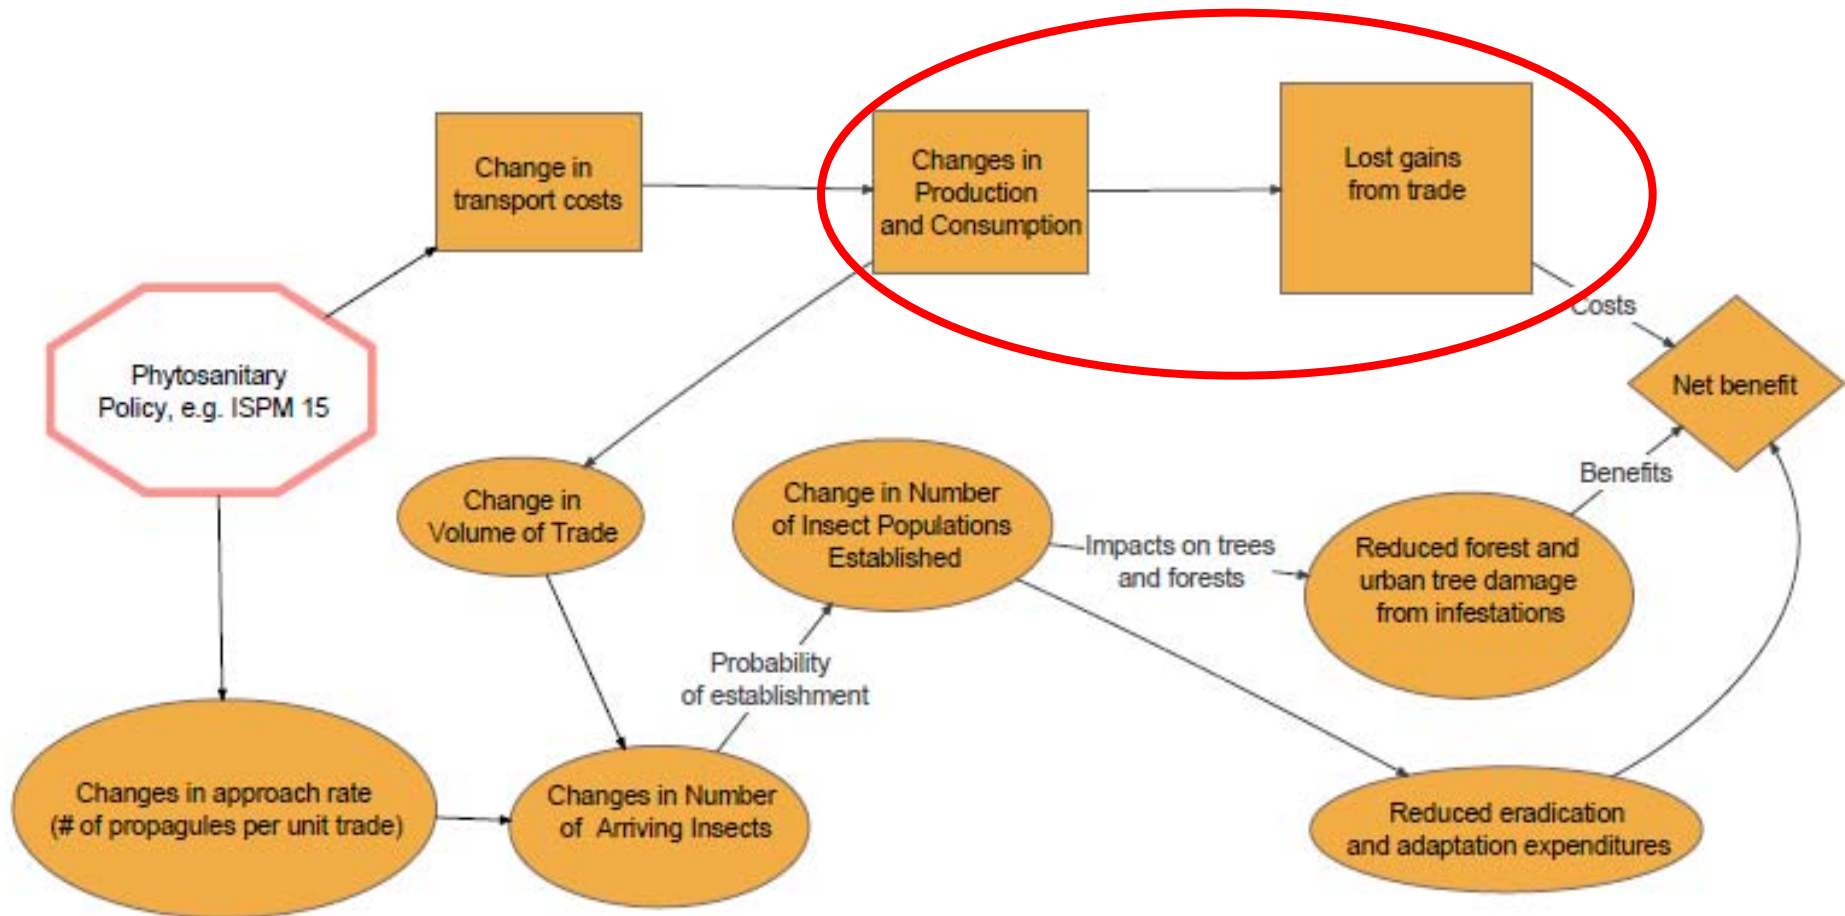 Change in
transport costs
Changes in
Production
and Consumption
Lost gains
from trade
Costs
Phytosanitary
Policy, e.g. ISPM 15
Net benefit
Change in
Volume of Trade
Change in Number
of Insect Populations
Established
Impacts on trees
and forests
Reduced forest and
urban tree damage
from infestations
Benefits
Probability
of establishment
Changes in approach rate
(# of propagules per unit trade)
Changes in Number
of Arriving Insects
Reduced eradication
and adaptation expenditures